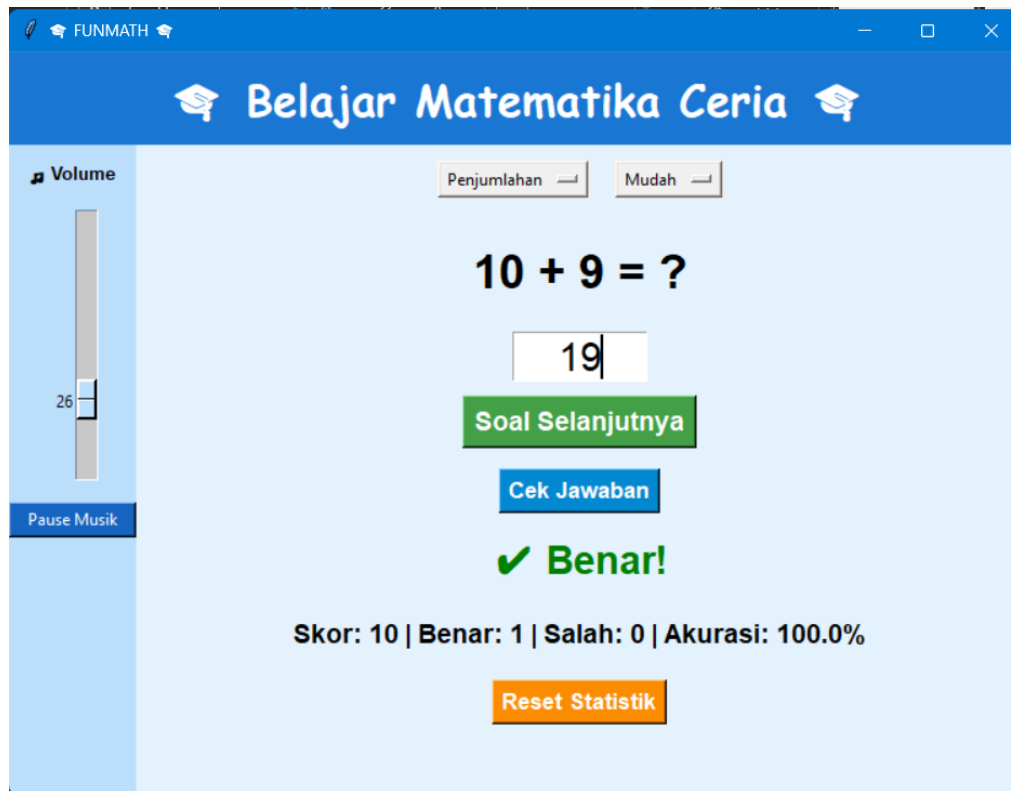 FUNMATH
Belajar Matematika Ceria
Volume
Penjumlahan
Mudah
10 + 9 = ?
19
Soal Selanjutnya
26
Cek Jawaban
Pause Musik
✔ Benar!
Skor: 10 | Benar: 1 | Salah: 0 | Akurasi: 100.0%
Reset Statistik